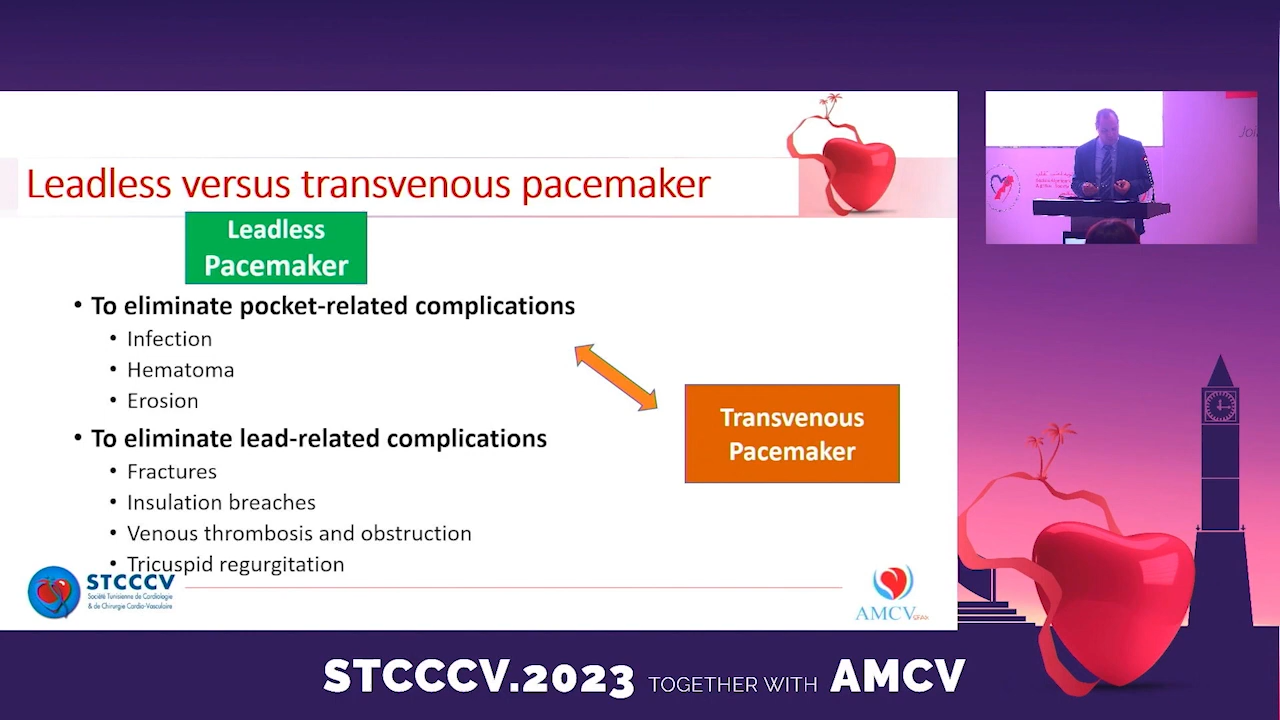 Leadless versus transvenous pacemaker
Leadless
Pacemaker
• To eliminate pocket-related complications
• Infection
• Hematoma
• Erosion
• To eliminate lead-related complications
• Fractures
• Insulation breaches
• Venous thrombosis and obstruction
• Tricuspid regurgitation
Transvenous
Pacemaker
STCCCV
Société Tunisienne de Cardiologie
& de Chirurgie Cardio-Vasculaire
AMCV
STCCCV.2023 TOGETHER WITH AMCV